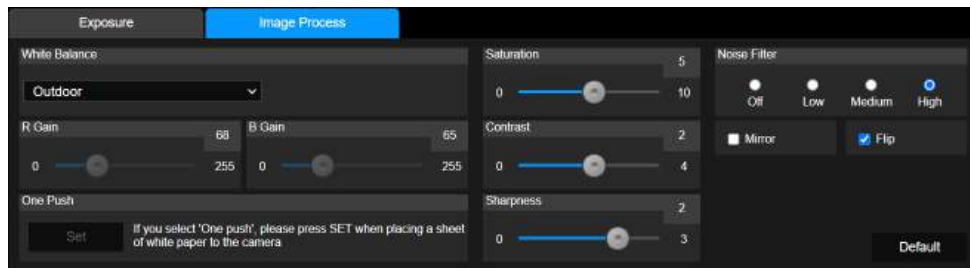 Exposure
Image Process
White Balance
Outdoor
R Gain
68
0
255
B Gain
65
0
255
One Push
Set
If you select 'One push', please press SET when placing a sheet
of white paper to the camera
Saturation
5
0
10
Contrast
2
0
4
Sharpness
2
0
3
Noise Filter
Off
Low
Medium
High
Mirror
Flip
Default